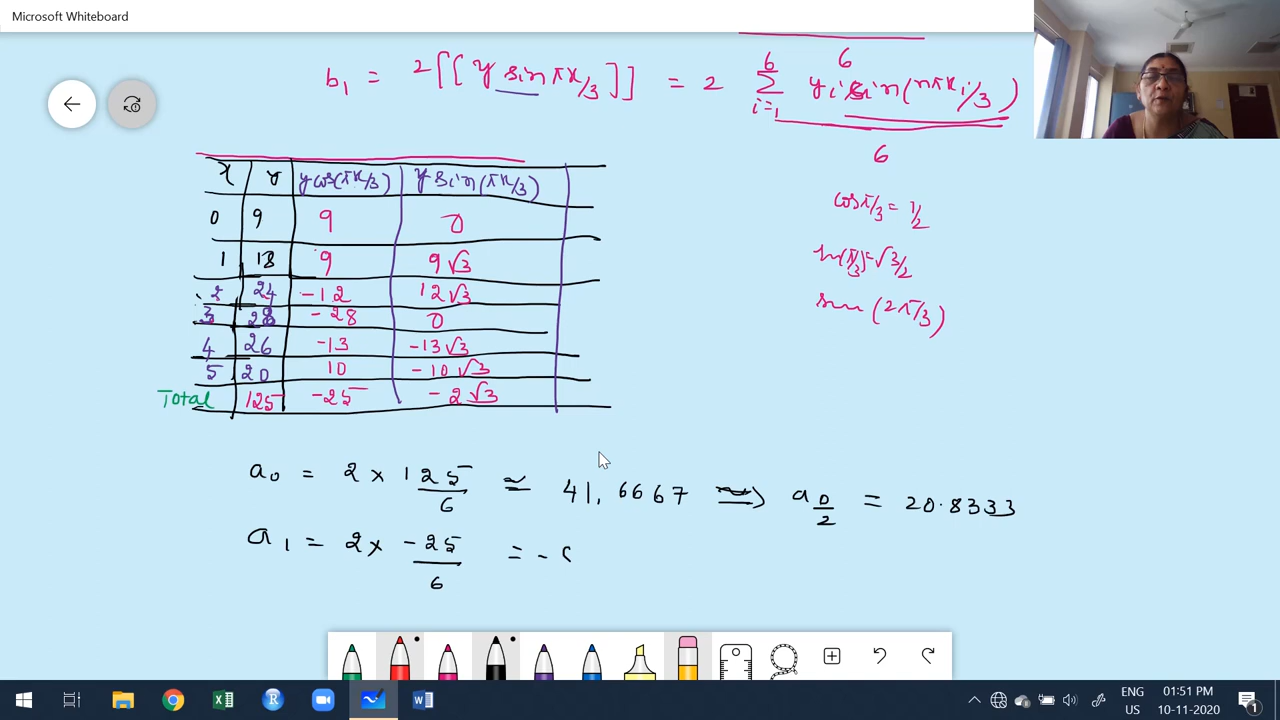 Microsoft Whiteboard
b₁ = 2[[y sin πx/3]] = 2 Σ i=1 6 yᵢ sin(nπxᵢ/3) / 6
6
x y y cos(πx/3) y sin(πx/3)
0 9 9 0
1 18 9 9√3
2 24 -12 12√3
3 28 -28 0
4 26 -13 -13√3
5 20 10 -10√3
Total 125 -25 -2√3
cos π/3 = 1/2
sin(π/3) = √3/2
sin (2π/3)
a₀ = 2 × 125/6 ≃ 41.6667 ⇒ a₀/2 = 20.8333
a₁ = 2 × -25/6 = -
ENG
US
01:51 PM
10-11-2020
1